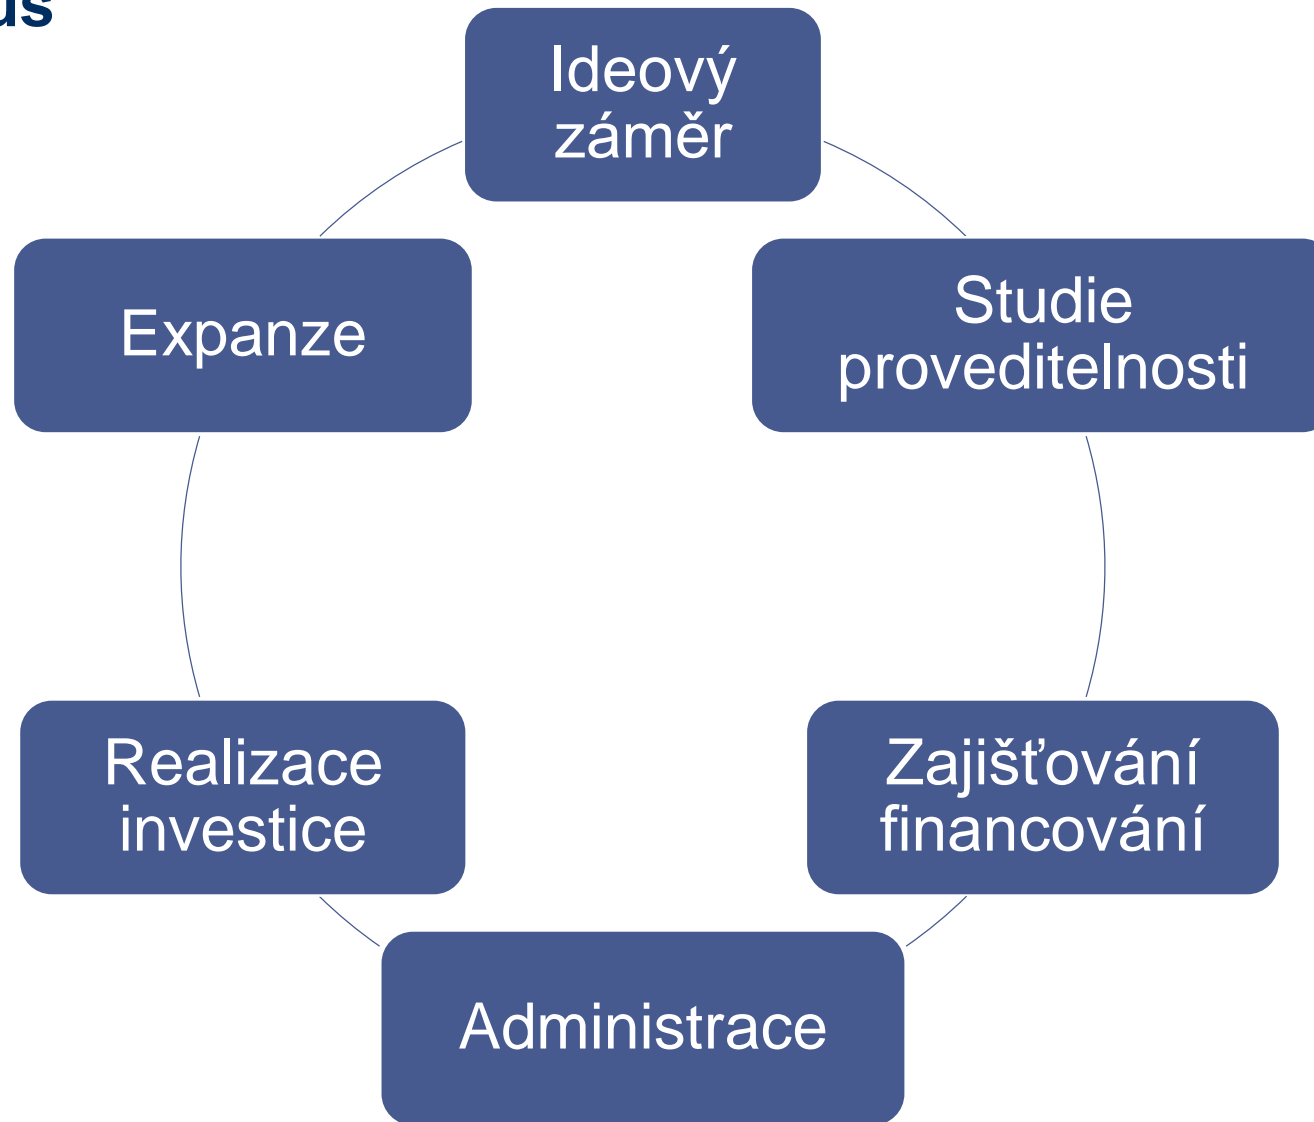 Ideový
záměr
Studie
proveditelnosti
Zajišťování
financování
Administrace
Realizace
investice
Expanze